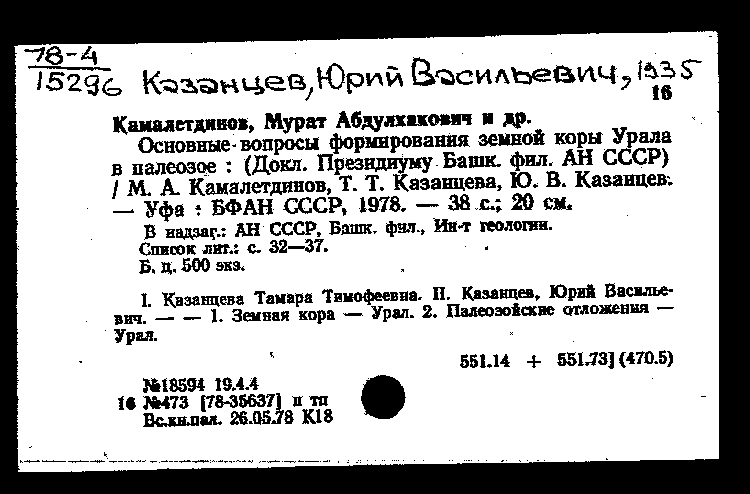 78-4
15296 Казанцев, Юрий Васильевич, 1935
16
Камалетдинов, Мурат Абдулхакович и др.
Основные вопросы формирования земной коры Урала
в палеозое : (Докл. Президиуму Башк. фил. АН СССР)
/ М. А. Камалетдинов, Т. Т. Казанцева, Ю. В. Казанцев.
— Уфа : БФАН СССР, 1978. — 38 с.; 20 см.
В надзаг.: АН СССР, Башк. фил., Ин-т геологии.
Список лит.: с. 32—37.
Б. ц. 500 экз.
I. Казанцева Тамара Тимофеевна. II. Казанцев, Юрий Василье-
вич. — — 1. Земная кора — Урал. 2. Палеозойские отложения —
Урал.
551.14 + 551.73] (470.5)
№18594 19.4.4
16 №473 [78-35637] п тп
Вс.кн.пал. 26.05.78 К18